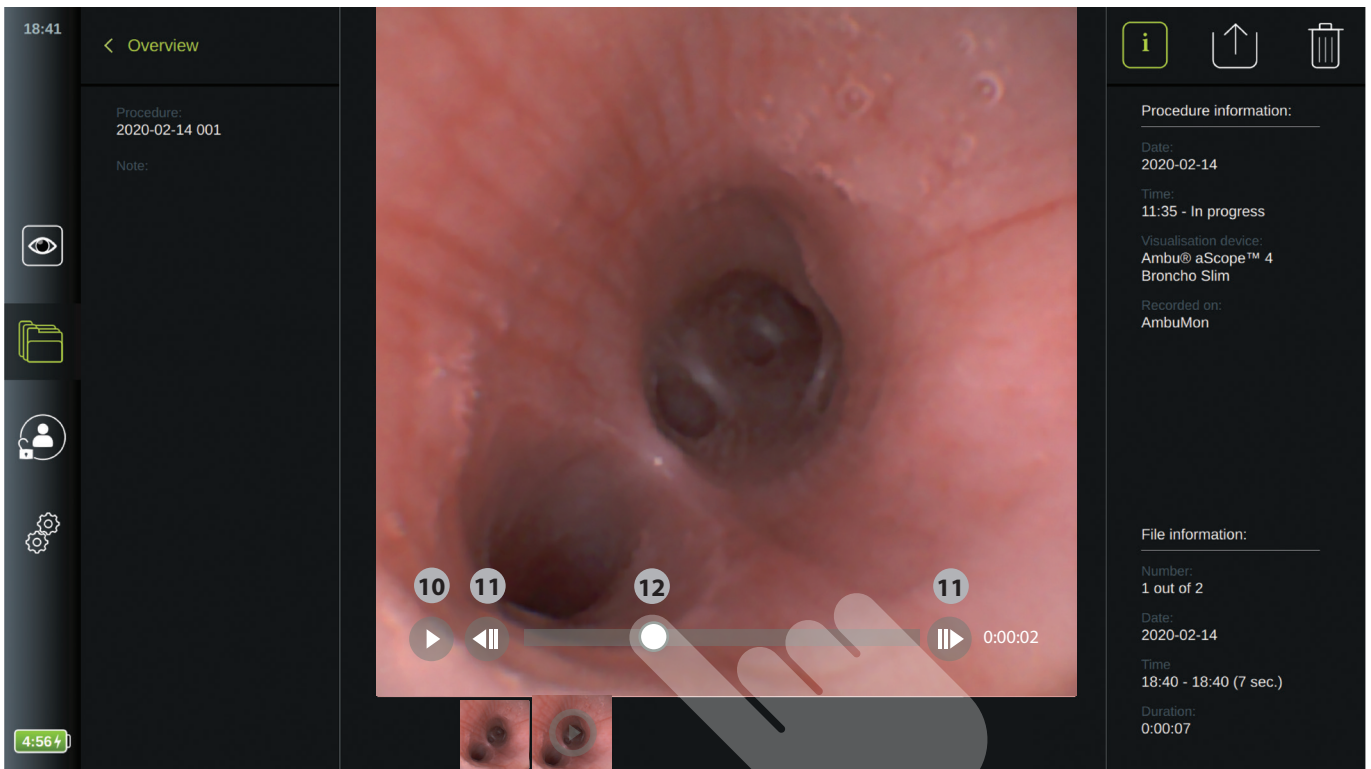 18:41
Overview
Procedure:
2020-02-14 001
Note:
4:56
10
11
12
11
0:00:02
i
Procedure information:
Date:
2020-02-14
Time:
11:35 - In progress
Visualisation device:
Ambu® aScope™ 4
Broncho Slim
Recorded on:
AmbuMon
File information:
Number:
1 out of 2
Date:
2020-02-14
Time
18:40 - 18:40 (7 sec.)
Duration:
0:00:07